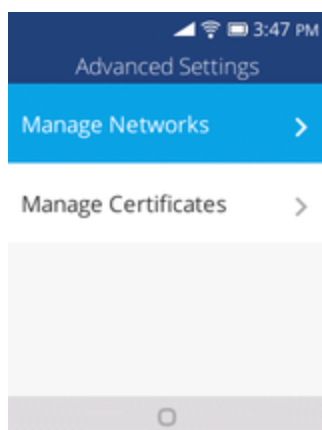 3:47 PM
Advanced Settings
Manage Networks
Manage Certificates